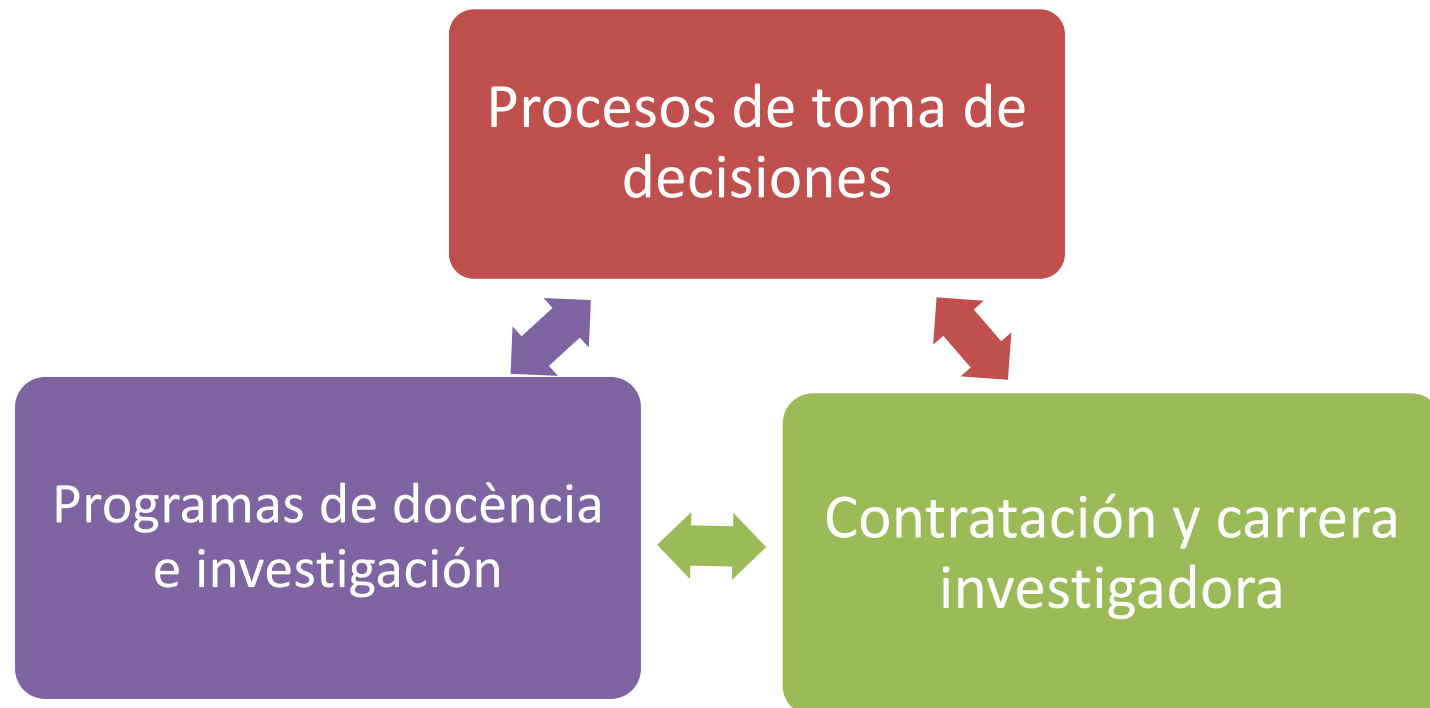 Procesos de toma de
decisiones
Programas de docència
e investigación
Contratación y carrera
investigadora